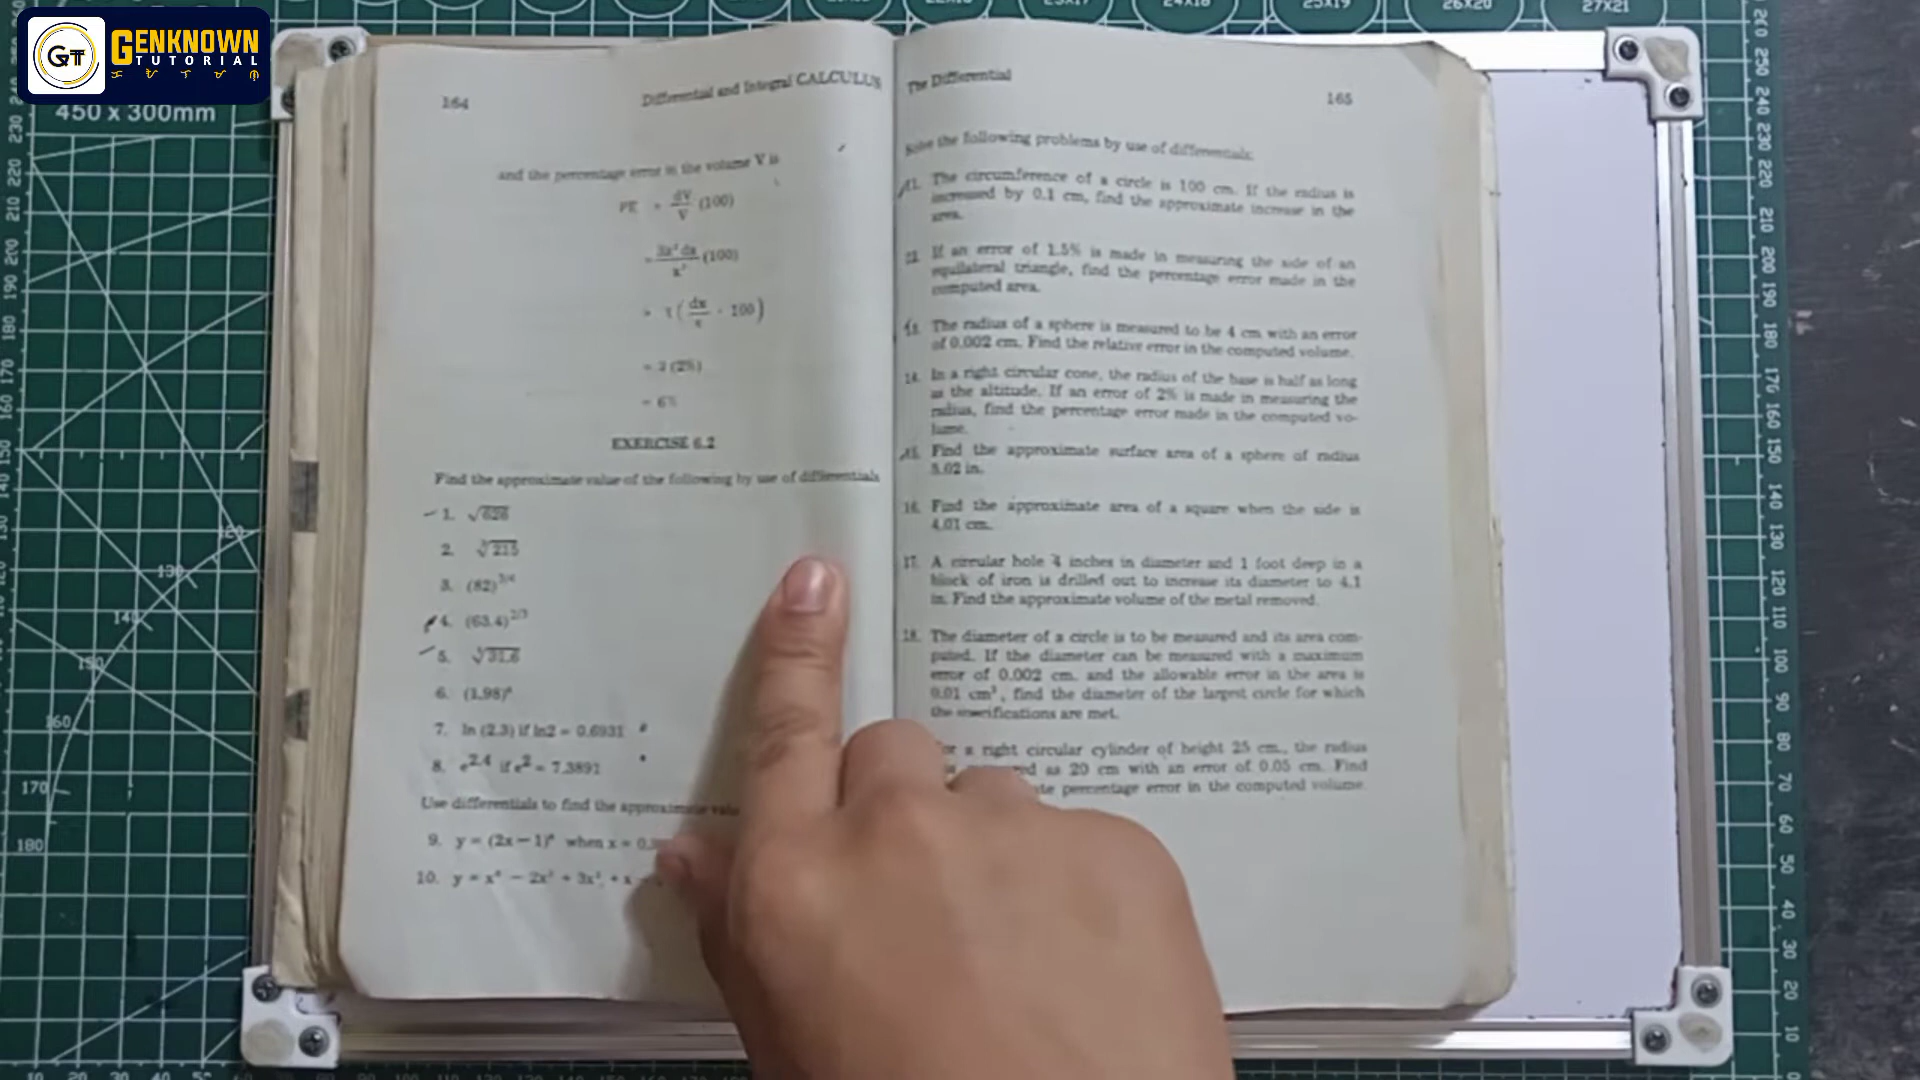 GENKNOWN
TUTORIAL
GT
450 x 300mm
24X18
25X19
26X20
27X21
164
Differential and Integral CALCULUS
and the percentage error in the volume V is
PE = dV/V (100)
= 3x² dx/x³ (100)
= 3 (dx/x · 100)
= 3 (2%)
= 6%
EXERCISE 6.2
Find the approximate value of the following by use of differentials
1. √626
2. ∛215
3. (82)^3/4
4. (63.4)^2/3
5. √31.6
6. (1.98)
7. ln (2.3) if ln2 = 0.6931
8. e^2.4 if e^2 = 7.3891
Use differentials to find the approximate
9. y = (2x − 1) when x =
10. y = x⁴ − 2x³ + 3x² + x
The Differential
165
Solve the following problems by use of differentials:
11. The circumference of a circle is 100 cm. If the radius is
increased by 0.1 cm, find the approximate increase in the
area.
If an error of 1.5% is made in measuring the side of an
equilateral triangle, find the percentage error made in the
computed area.
13. The radius of a sphere is measured to be 4 cm with an error
of 0.002 cm. Find the relative error in the computed volume.
14. In a right circular cone, the radius of the base is half as long
as the altitude. If an error of 2% is made in measuring the
radius, find the percentage error made in the computed vo-
lume.
15. Find the approximate surface area of a sphere of radius
5.02 in.
16. Find the approximate area of a square when the side is
4.01 cm.
17. A circular hole 4 inches in diameter and 1 foot deep in a
block of iron is drilled out to increase its diameter to 4.1
in. Find the approximate volume of the metal removed.
18. The diameter of a circle is to be measured and its area com-
puted. If the diameter can be measured with a maximum
error of 0.002 cm. and the allowable error in the area is
0.01 cm², find the diameter of the largest circle for which
the specifications are met.
a right circular cylinder of height 25 cm., the radius
as 20 cm with an error of 0.05 cm. Find
percentage error in the computed volume.